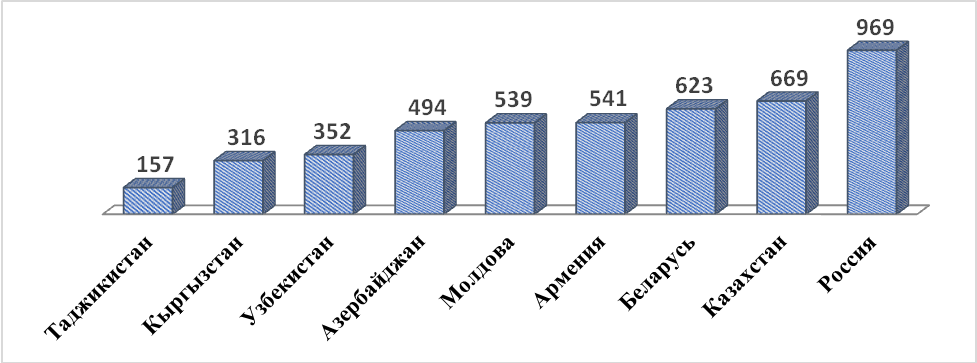 157
316
352
494
539
541
623
669
969
Таджикистан
Кыргызстан
Узбекистан
Азербайджан
Молдова
Армения
Беларусь
Казахстан
Россия